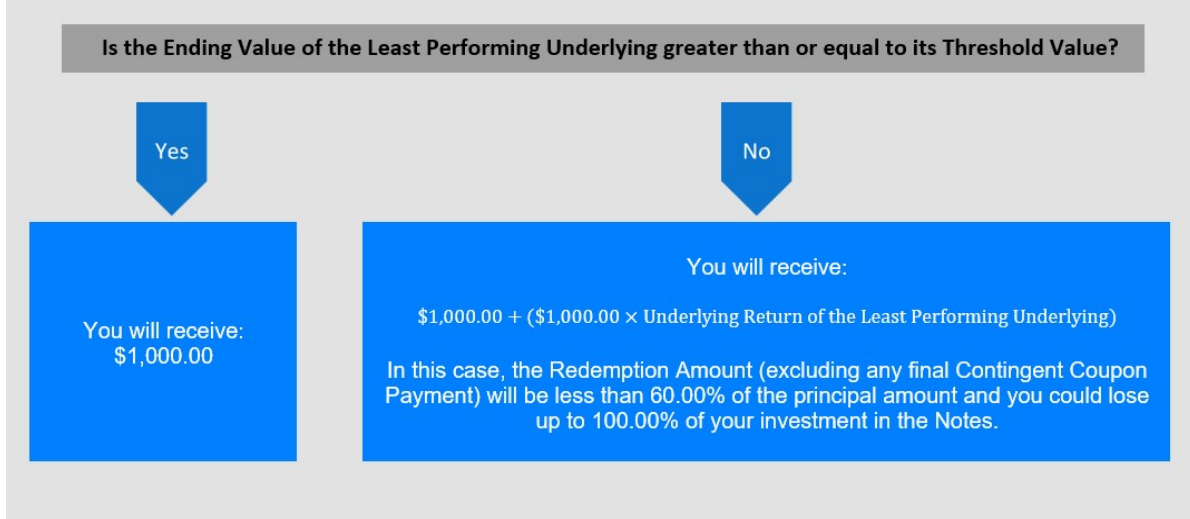 Is the Ending Value of the Least Performing Underlying greater than or equal to its Threshold Value?
Yes
No
You will receive:
$1,000.00
You will receive:
$1,000.00 + ($1,000.00 × Underlying Return of the Least Performing Underlying)
In this case, the Redemption Amount (excluding any final Contingent Coupon
Payment) will be less than 60.00% of the principal amount and you could lose
up to 100.00% of your investment in the Notes.